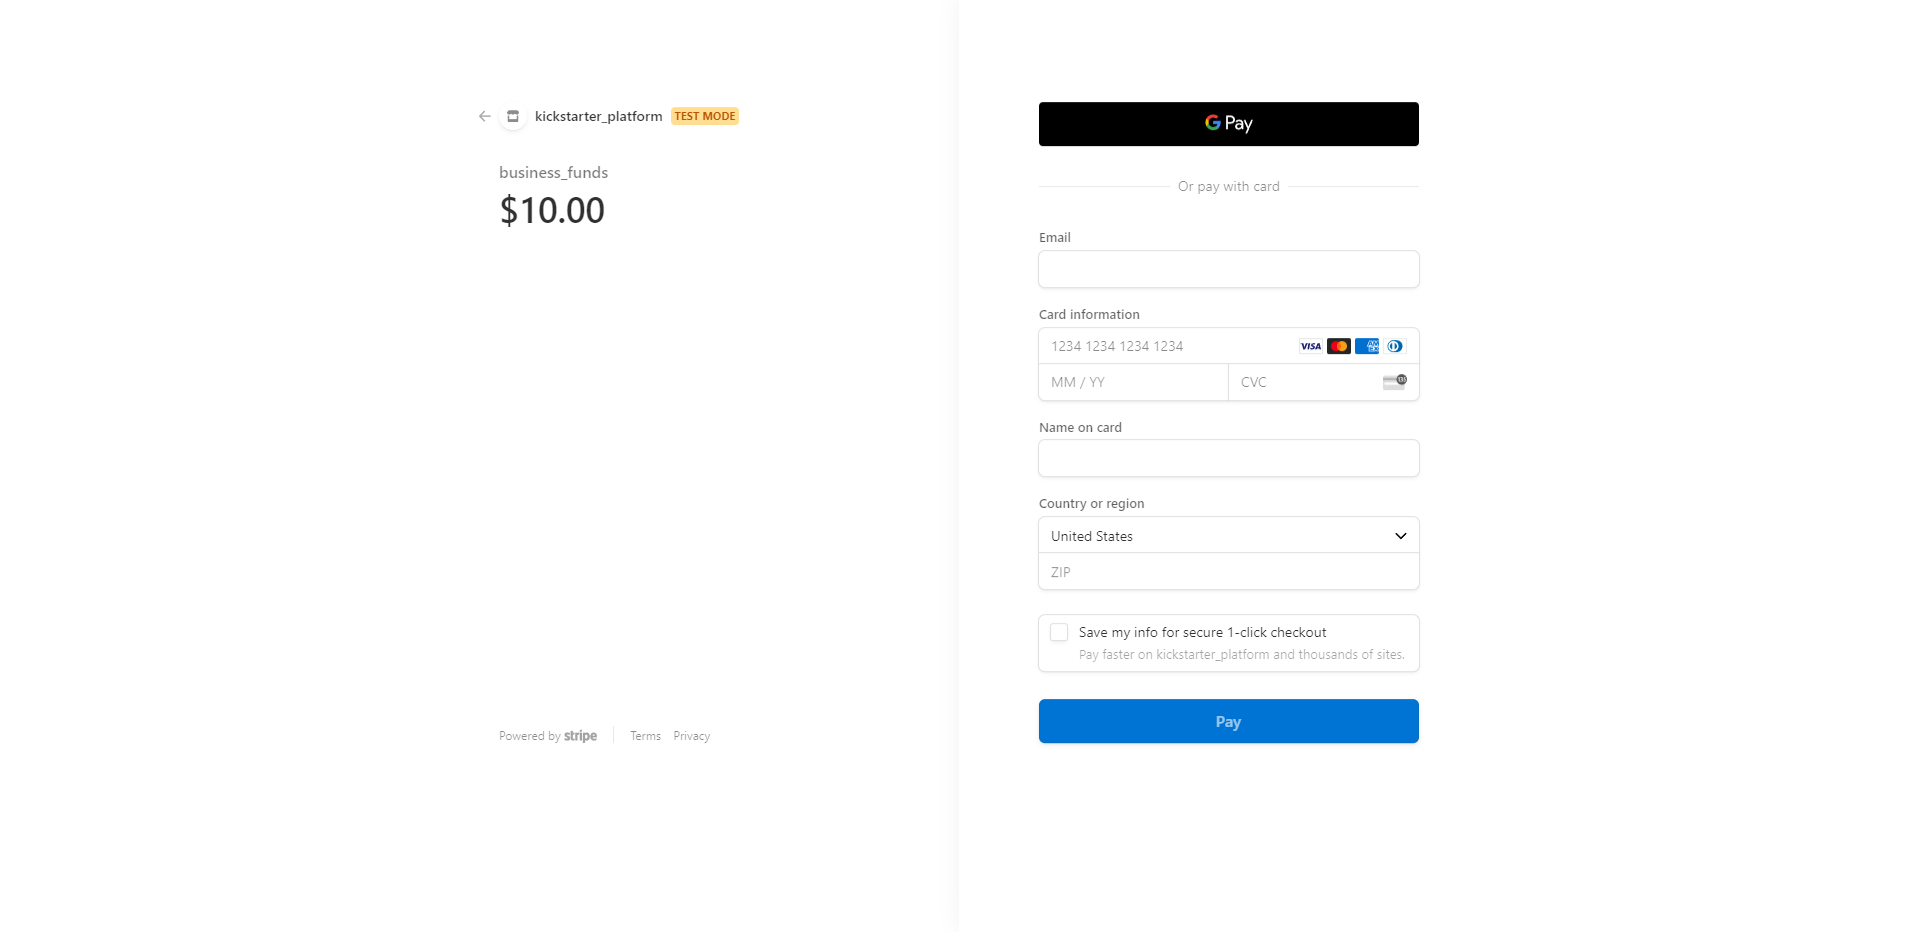 kickstarter_platform TEST MODE
business_funds
$10.00
Powered by stripe Terms Privacy
G Pay
Or pay with card
Email
Card information
1234 1234 1234 1234 VISA
MM / YY CVC
Name on card
Country or region
United States
ZIP
Save my info for secure 1-click checkout
Pay faster on kickstarter_platform and thousands of sites.
Pay